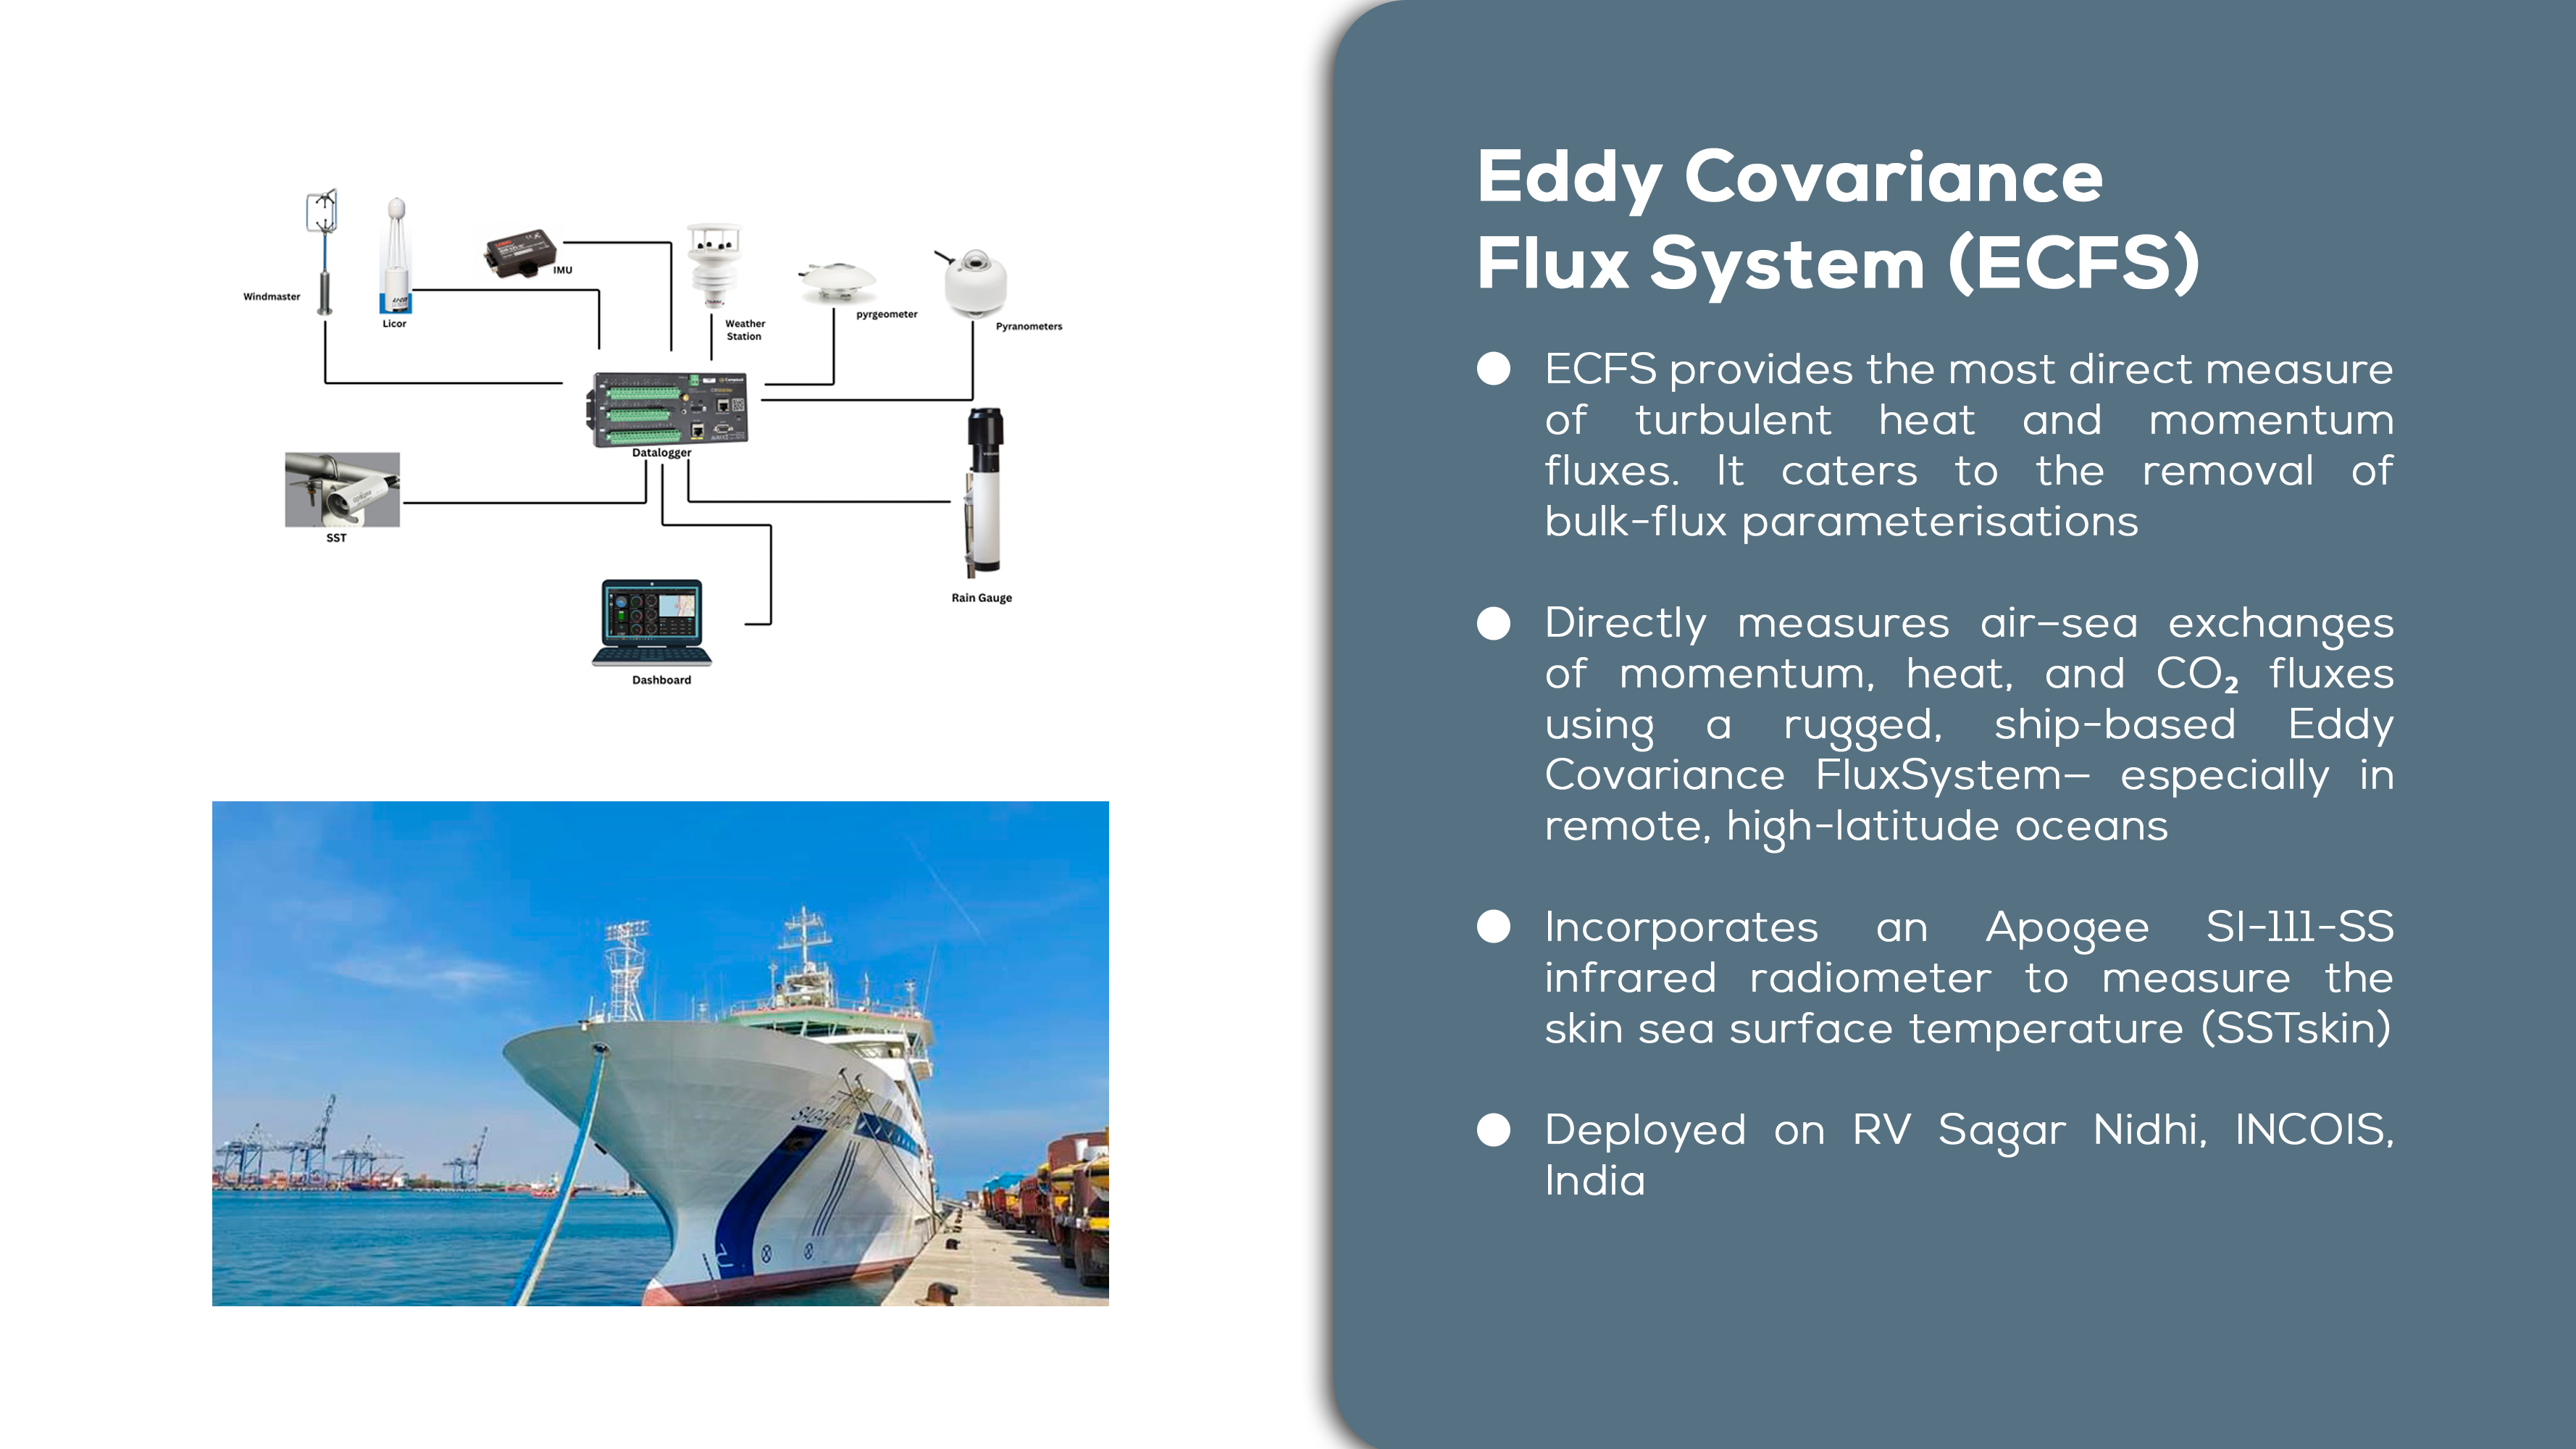 Windmaster
Licor
IMU
Weather
Station
pyrgeometer
Pyranometers
Datalogger
SST
Rain Gauge
Dashboard
Eddy Covariance
Flux System (ECFS)
ECFS provides the most direct measure
of turbulent heat and momentum
fluxes. It caters to the removal of
bulk-flux parameterisations
Directly measures air–sea exchanges
of momentum, heat, and CO₂ fluxes
using a rugged, ship-based Eddy
Covariance FluxSystem— especially in
remote, high-latitude oceans
Incorporates an Apogee SI-111-SS
infrared radiometer to measure the
skin sea surface temperature (SSTskin)
Deployed on RV Sagar Nidhi, INCOIS,
India